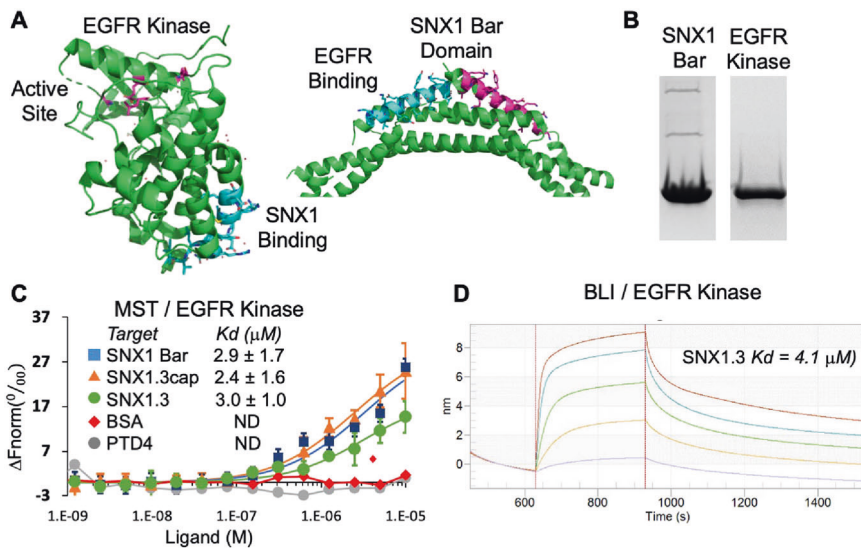 A
EGFR Kinase
Active
Site
SNX1
Binding
EGFR
Binding
SNX1 Bar
Domain
B
SNX1
Bar
EGFR
Kinase
C
MST / EGFR Kinase
Target Kd (µM)
SNX1 Bar 2.9 ± 1.7
SNX1.3cap 2.4 ± 1.6
SNX1.3 3.0 ± 1.0
BSA ND
PTD4 ND
ΔFnorm(⁰/₀₀)
37
27
17
7
-3
1.E-09 1.E-08 1.E-07 1.E-06 1.E-05
Ligand (M)
D
BLI / EGFR Kinase
SNX1.3 Kd = 4.1 µM)
nm
8
6
4
2
0
600 800 1000 1200 1400
Time (s)